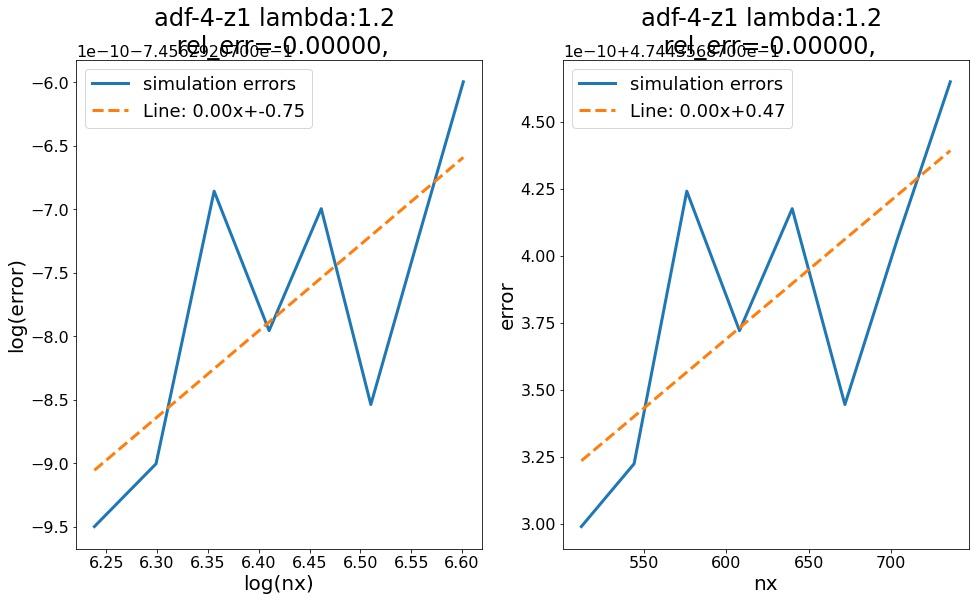 adf-4-z1 lambda:1.2
rel_err=-0.00000,
1e−10−7.4562920700e−1
simulation errors
Line: 0.00x+-0.75
−6.0
−6.5
−7.0
−7.5
−8.0
−8.5
−9.0
−9.5
log(error)
6.25 6.30 6.35 6.40 6.45 6.50 6.55 6.60
log(nx)
adf-4-z1 lambda:1.2
rel_err=-0.00000,
1e−10+4.7443568700e−1
simulation errors
Line: 0.00x+0.47
4.50
4.25
4.00
3.75
3.50
3.25
3.00
error
550 600 650 700
nx